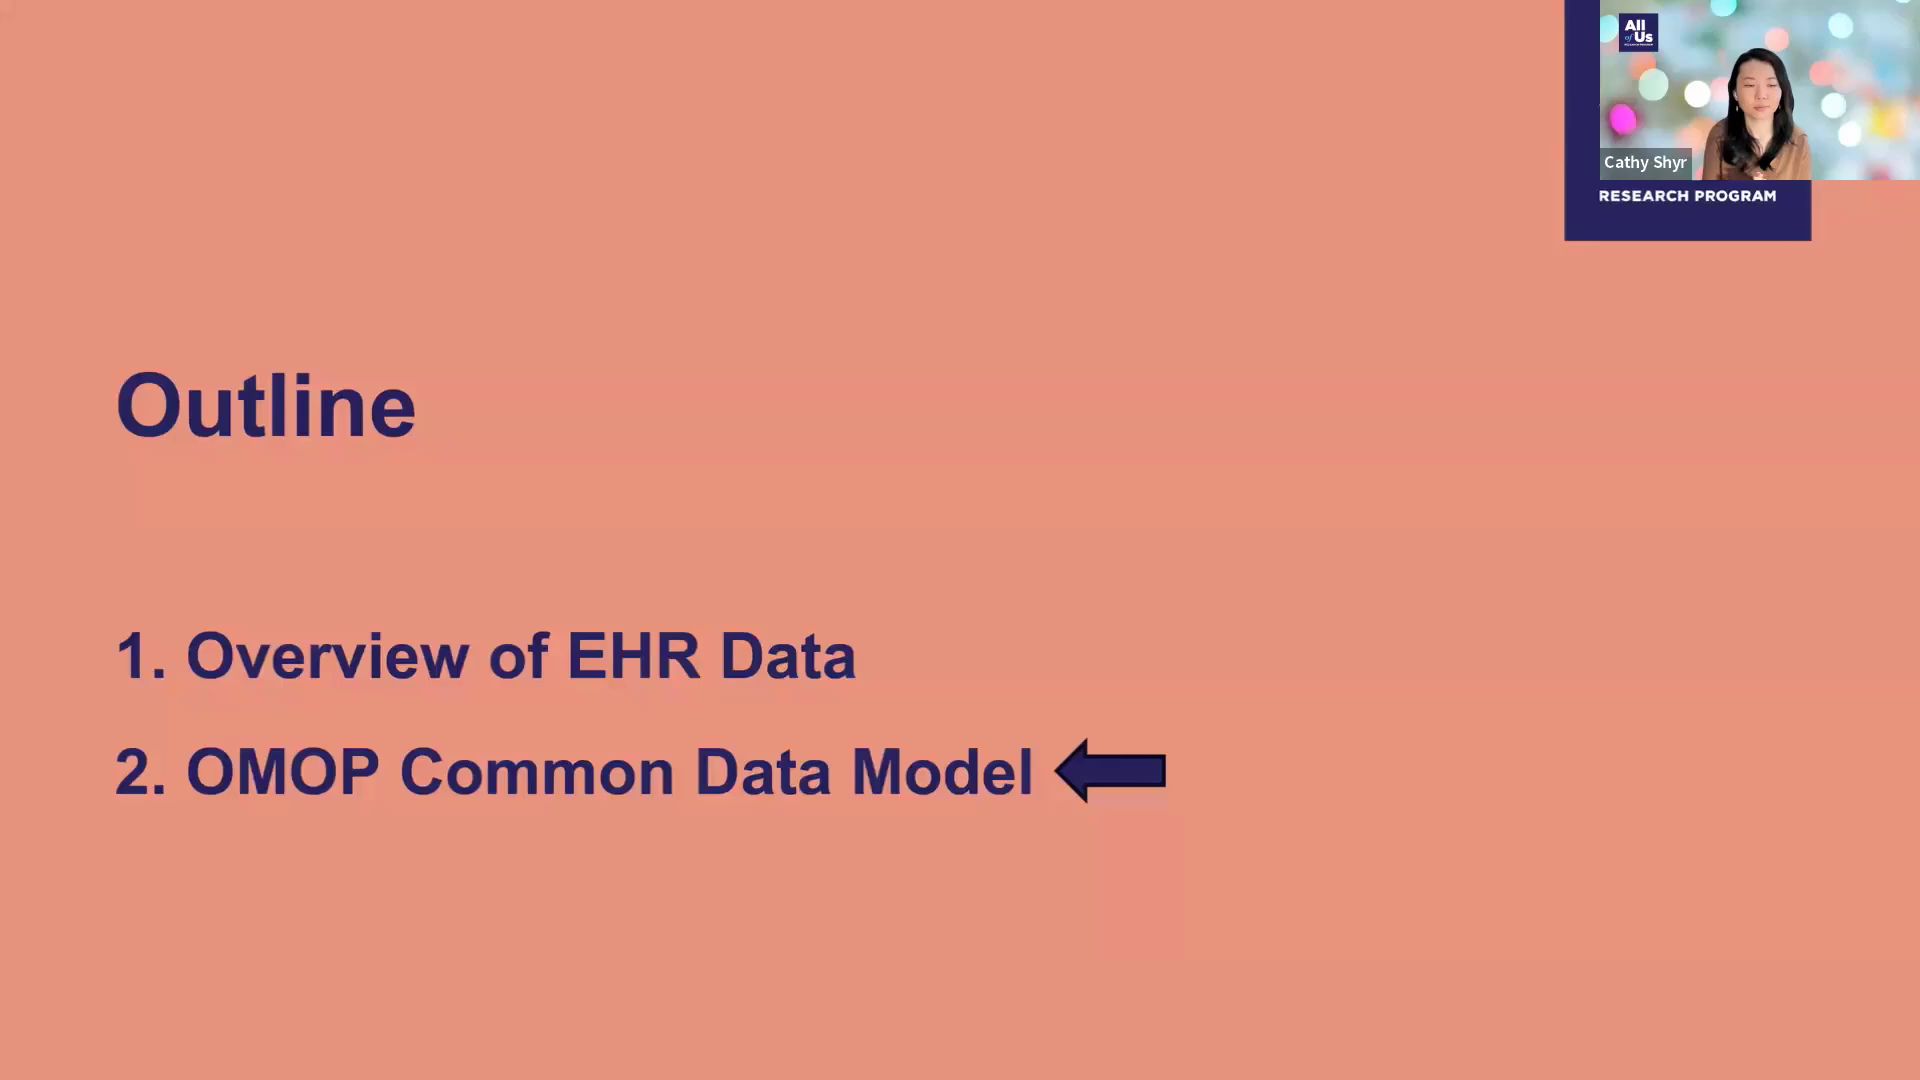 All
of Us
Cathy Shyr
RESEARCH PROGRAM
Outline
1. Overview of EHR Data
2. OMOP Common Data Model